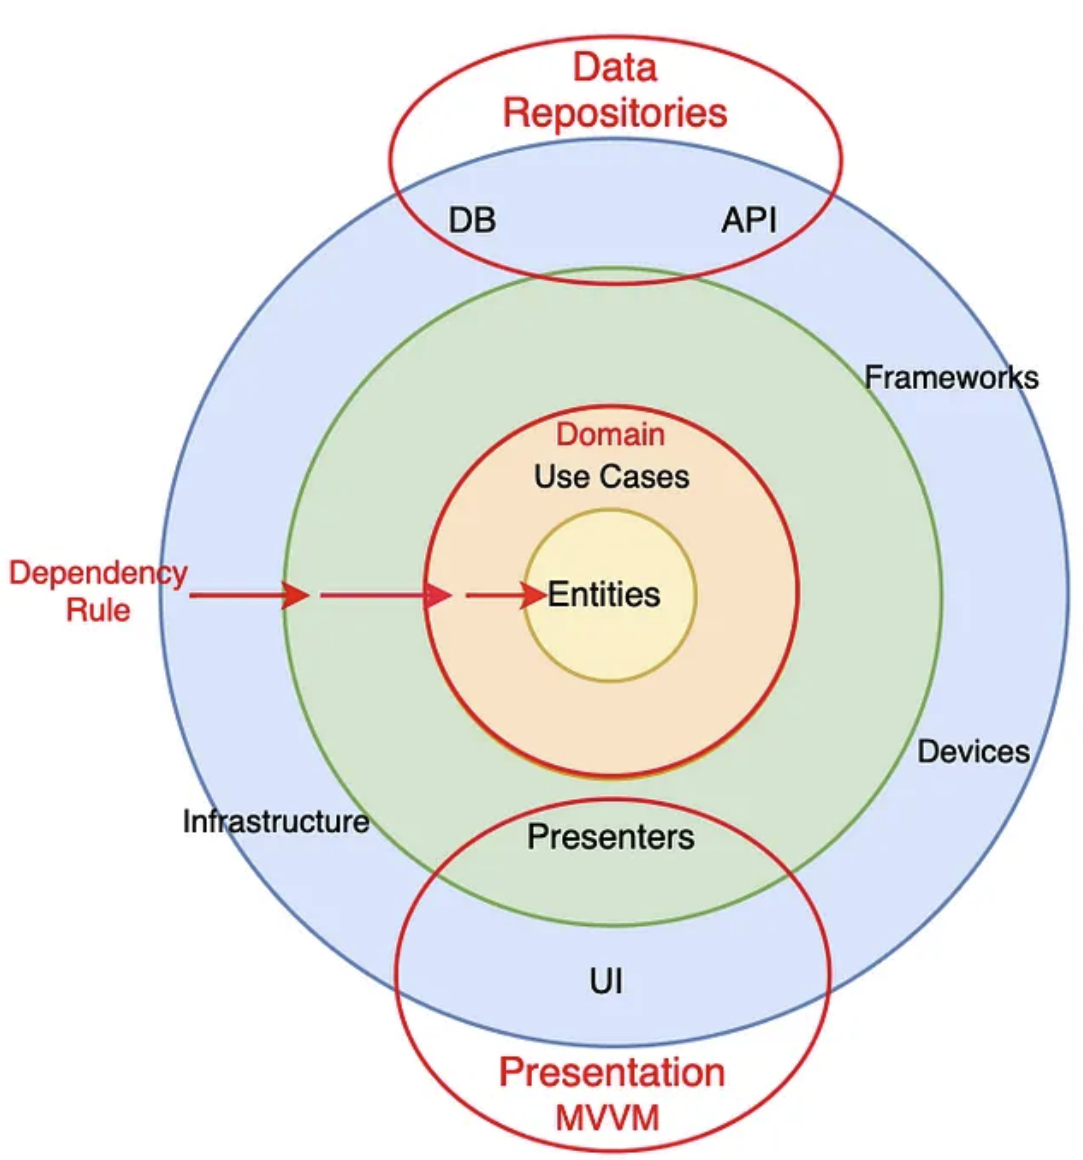 Data
Repositories
DB
API
Frameworks
Domain
Use Cases
Dependency
Rule
Entities
Devices
Infrastructure
Presenters
UI
Presentation
MVVM